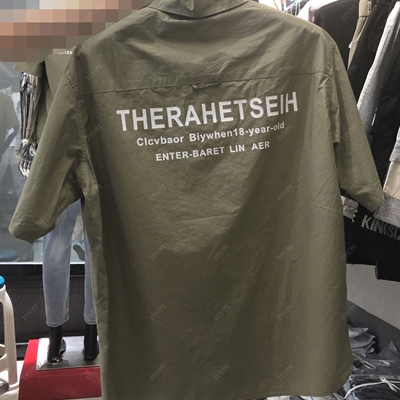 THERAHETSEIH
Clcvbaor Biywhen18-year-old
ENTER-BARET LIN AER